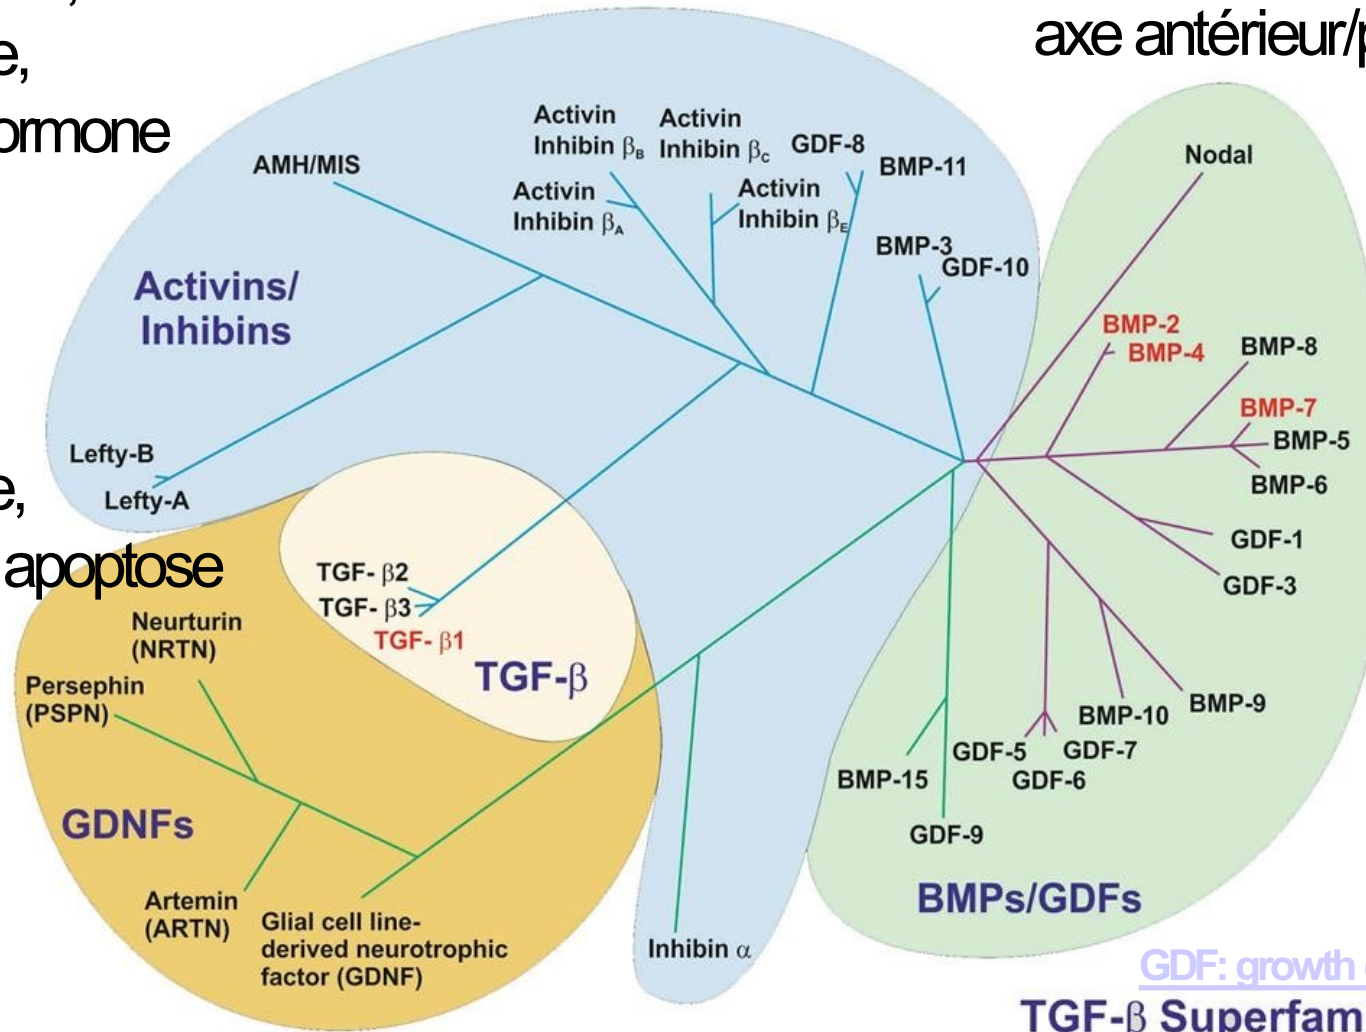 axe antérieur/p
e,
ormone
AMH/MIS
Activin
Inhibin βB
Activin
Inhibin βC
GDF-8
BMP-11
Activin
Inhibin βA
Activin
Inhibin βE
BMP-3
GDF-10
Nodal
Activins/
Inhibins
BMP-2
BMP-4
BMP-8
BMP-7
BMP-5
BMP-6
Lefty-B
Lefty-A
e,
apoptose
GDF-1
GDF-3
TGF- β2
TGF- β3
TGF- β1
TGF-β
Neurturin
(NRTN)
Persephin
(PSPN)
BMP-9
BMP-10
GDF-5
GDF-7
GDF-6
BMP-15
GDF-9
GDNFs
Artemin
(ARTN)
Glial cell line-
derived neurotrophic
factor (GDNF)
Inhibin α
BMPs/GDFs
GDF: growth
TGF-β Superfam